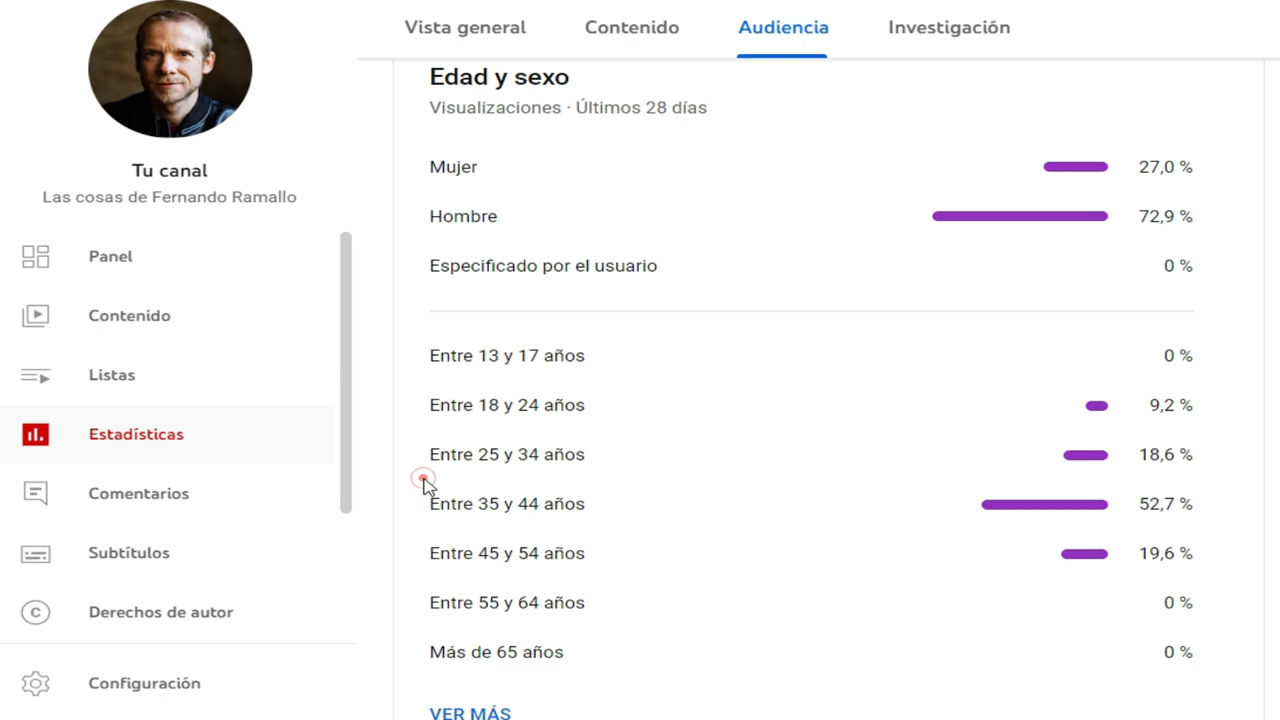 Vista general Contenido Audiencia Investigación
Tu canal
Las cosas de Fernando Ramallo
Panel
Contenido
Listas
Estadísticas
Comentarios
Subtítulos
Derechos de autor
Configuración
Edad y sexo
Visualizaciones · Últimos 28 días
Mujer 27,0 %
Hombre 72,9 %
Especificado por el usuario 0 %
Entre 13 y 17 años 0 %
Entre 18 y 24 años 9,2 %
Entre 25 y 34 años 18,6 %
Entre 35 y 44 años 52,7 %
Entre 45 y 54 años 19,6 %
Entre 55 y 64 años 0 %
Más de 65 años 0 %
VER MÁS